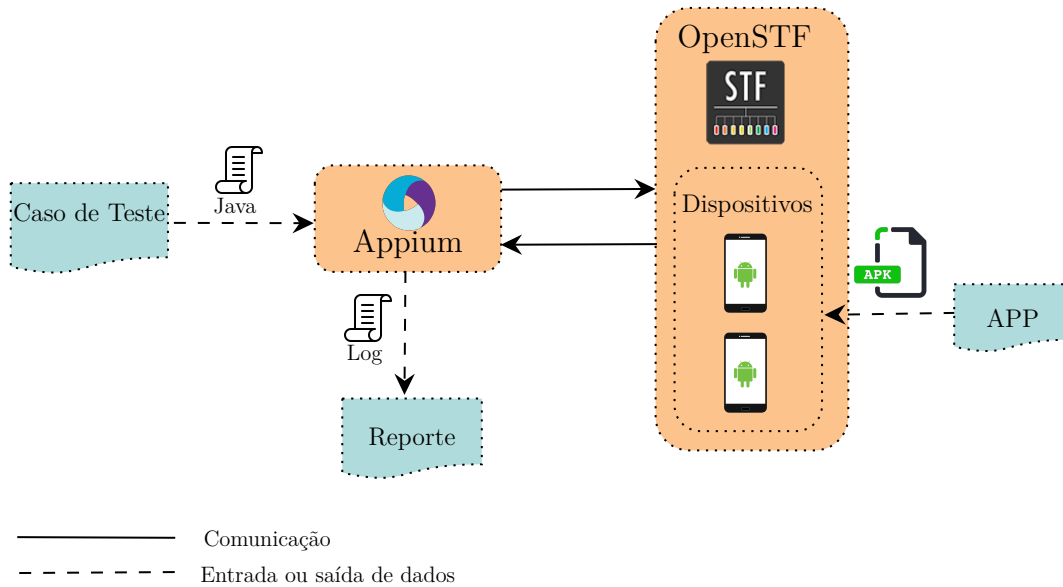 OpenSTF
STF
Caso de Teste
Java
Appium
Dispositivos
APK
APP
Log
Reporte
Comunicação
Entrada ou saída de dados